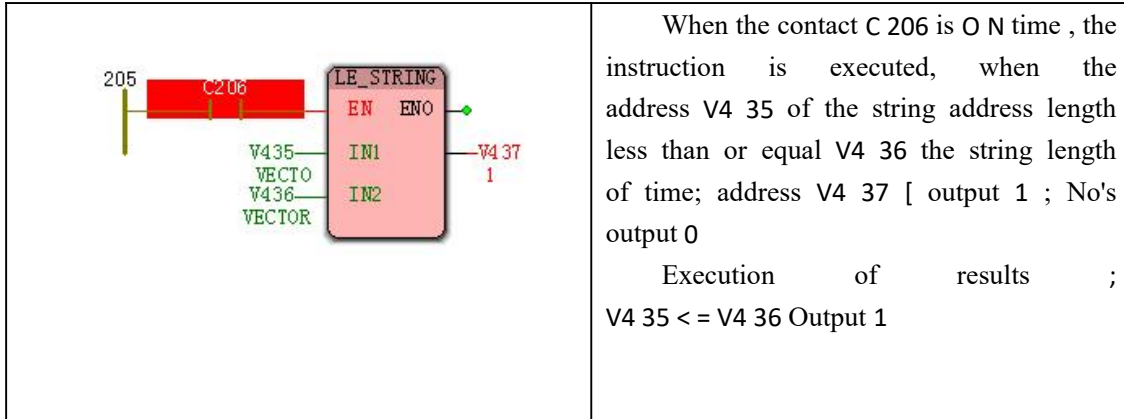 205
C206
LE_STRING
EN ENO
V435 IN1 V437
VECTO 1
V436 IN2
VECTOR
When the contact C 206 is O N time , the
instruction is executed, when the
address V4 35 of the string address length
less than or equal V4 36 the string length
of time; address V4 37 [ output 1 ; No's
output 0
Execution of results ;
V4 35 < = V4 36 Output 1